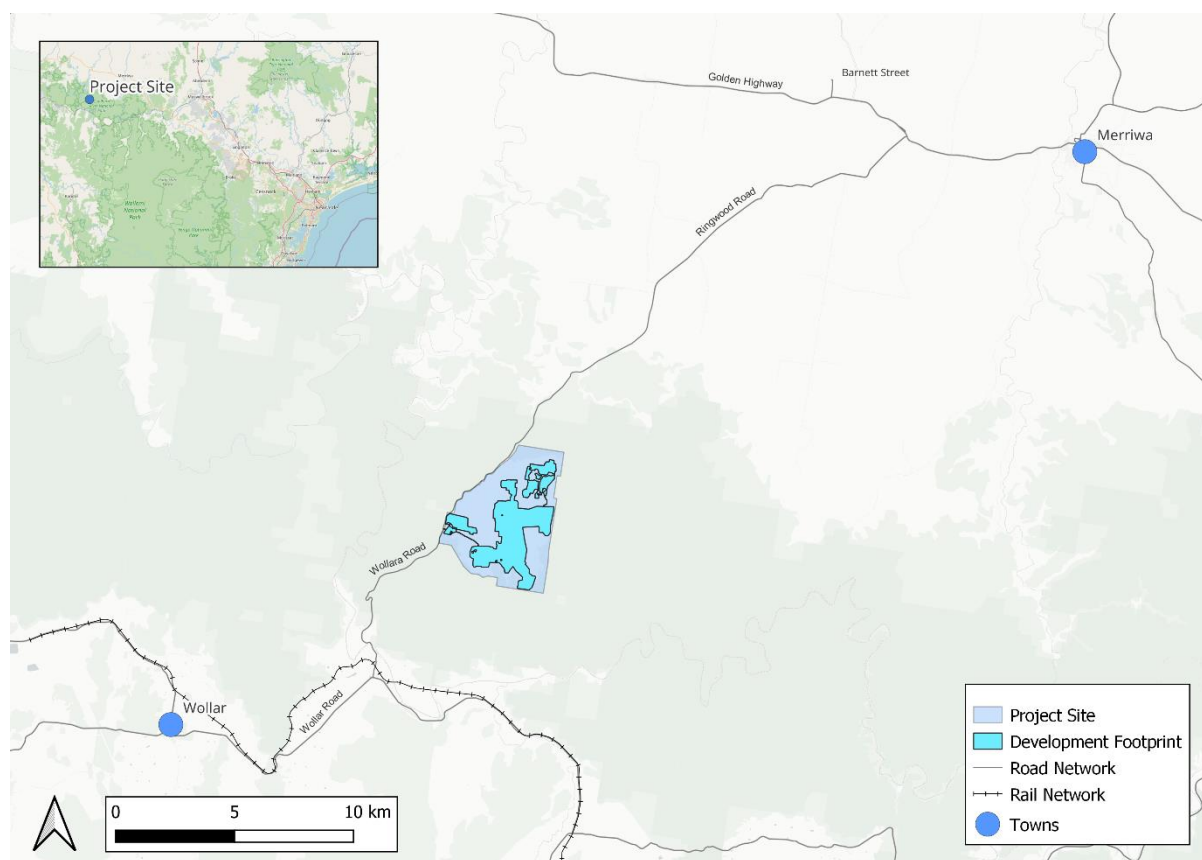 Project Site
Golden Highway
Barnett Street
Merriwa
Ringwood Road
Wollara Road
Wollar
Wollar Road
0 5 10 km
Project Site
Development Footprint
Road Network
Rail Network
Towns